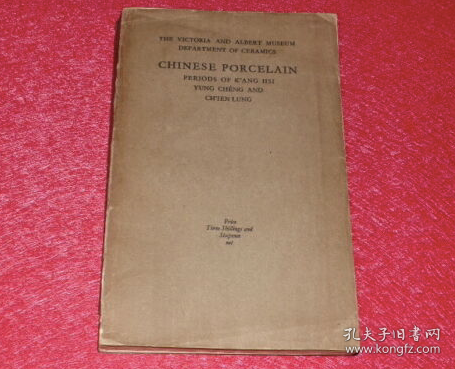 THE VICTORIA AND ALBERT MUSEUM
DEPARTMENT OF CERAMICS
CHINESE PORCELAIN
PERIODS OF K'ANG HSI
YUNG CHÊNG AND
CH'IEN LUNG
Price
Three Shillings and
Sixpence
net
孔夫子旧书网
www.kongfz.com